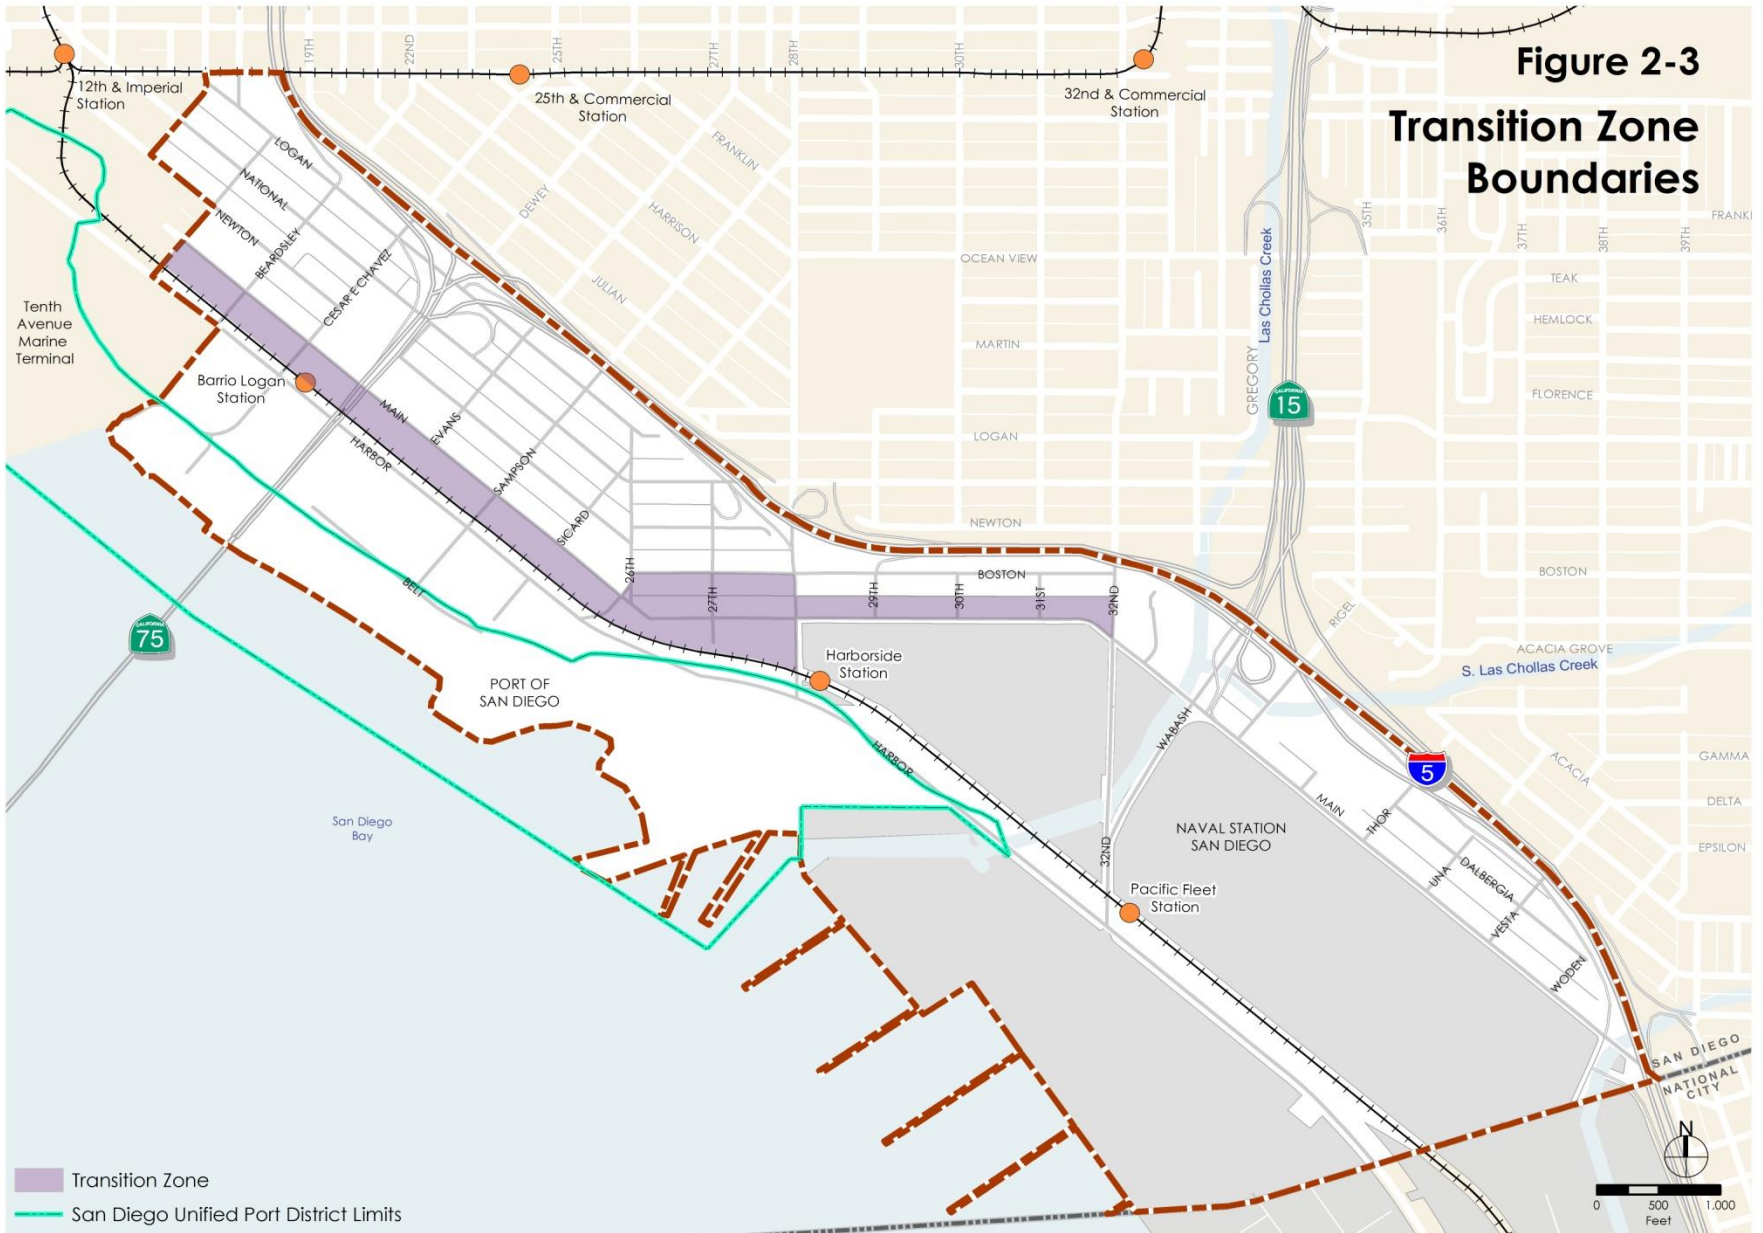 Figure 2-3
Transition Zone
Boundaries
19TH
22ND
25TH
27TH
28TH
30TH
12th & Imperial
Station
25th & Commercial
Station
32nd & Commercial
Station
LOGAN
NATIONAL
NEWTON
BEARDSLEY
CESAR E CHAVEZ
FRANKLIN
DEWEY
HARRISON
JULIAN
OCEAN VIEW
MARTIN
LOGAN
NEWTON
GREGORY
Las Chollas Creek
CALIFORNIA
15
35TH
36TH
37TH
38TH
39TH
FRANKI
TEAK
HEMLOCK
FLORENCE
BOSTON
Tenth
Avenue
Marine
Terminal
Barrio Logan
Station
MAIN
HARBOR
EVANS
SAMPSON
SICARD
26TH
27TH
BOSTON
29TH
30TH
31ST
32ND
RIGEL
ACACIA GROVE
S. Las Chollas Creek
BELT
CALIFORNIA
75
Harborside
Station
PORT OF
SAN DIEGO
HARBOR
WABASH
ACACIA
GAMMA
DELTA
EPSILON
5
San Diego
Bay
MAIN
THOR
UNA
DALBERGIA
VESTA
WODEN
NAVAL STATION
SAN DIEGO
32ND
Pacific Fleet
Station
SAN DIEGO
NATIONAL
CITY
N
0 500 1,000
Feet
Transition Zone
San Diego Unified Port District Limits